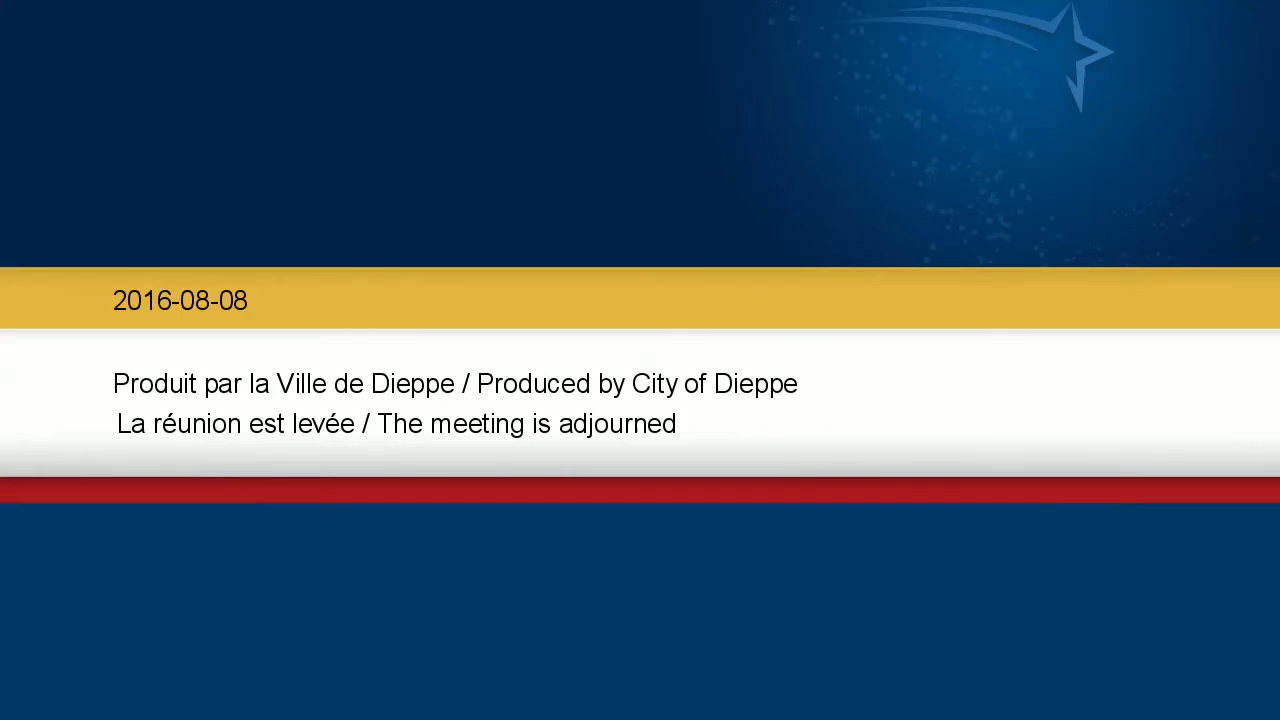 2016-08-08
Produit par la Ville de Dieppe / Produced by City of Dieppe
La réunion est levée / The meeting is adjourned